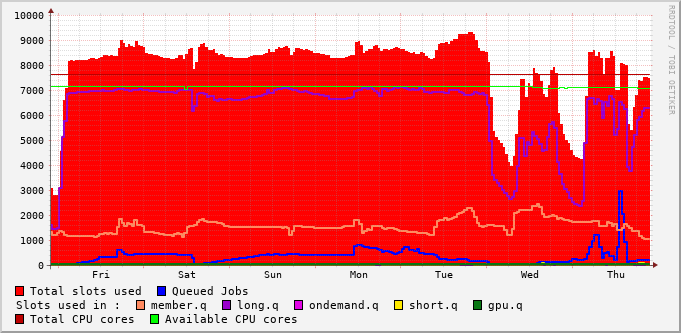 RRDTOOL / TOBI OETIKER
10000
9000
8000
7000
6000
5000
4000
3000
2000
1000
0
Fri Sat Sun Mon Tue Wed Thu
Total slots used Queued Jobs
Slots used in : member.q long.q ondemand.q short.q gpu.q
Total CPU cores Available CPU cores